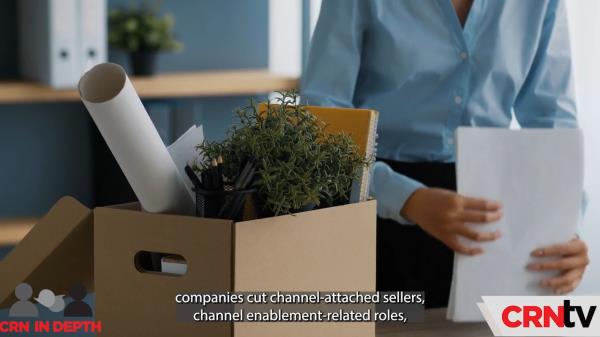 companies cut channel-attached sellers,
channel enablement-related roles,
CRN IN DEPTH
CRNtv